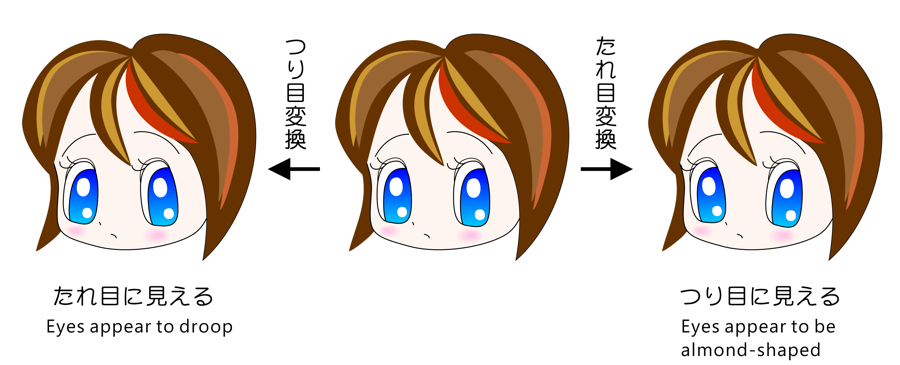 つり目変換
たれ目変換
たれ目に見える
Eyes appear to droop
つり目に見える
Eyes appear to be
almond-shaped